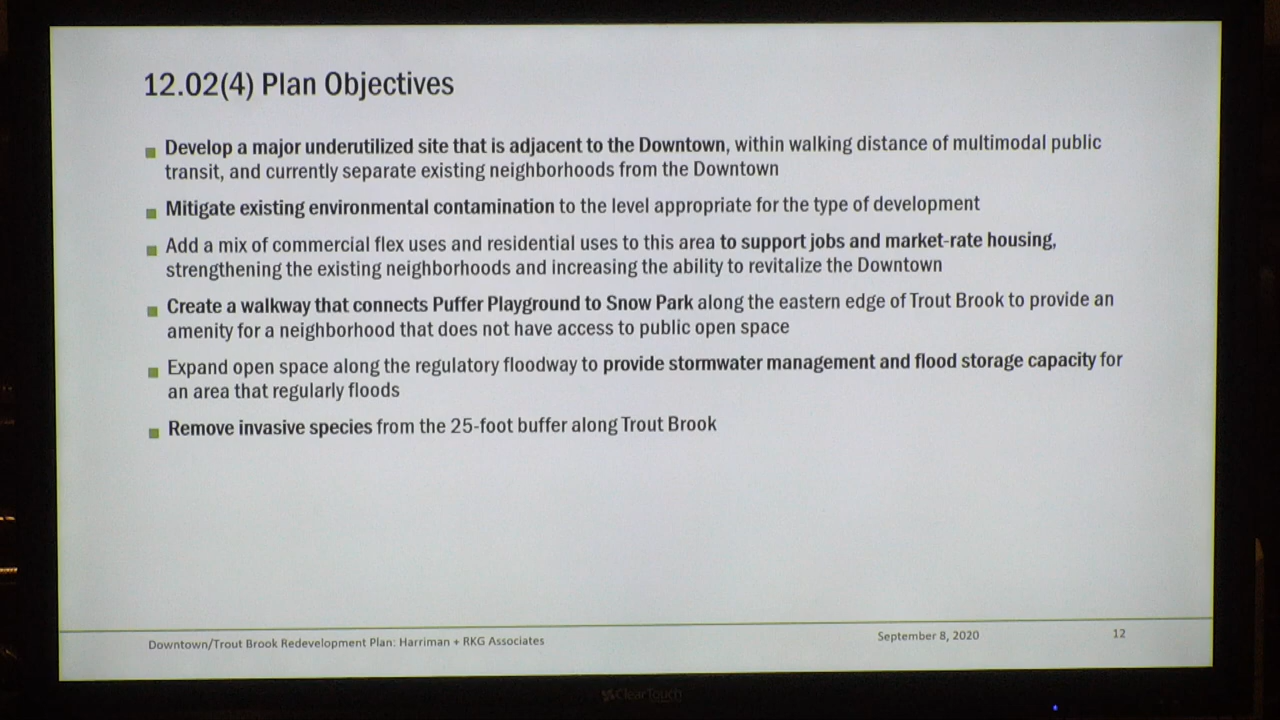 12.02(4) Plan Objectives
Develop a major underutilized site that is adjacent to the Downtown, within walking distance of multimodal public
transit, and currently separate existing neighborhoods from the Downtown
Mitigate existing environmental contamination to the level appropriate for the type of development
Add a mix of commercial flex uses and residential uses to this area to support jobs and market-rate housing,
strengthening the existing neighborhoods and increasing the ability to revitalize the Downtown
Create a walkway that connects Puffer Playground to Snow Park along the eastern edge of Trout Brook to provide an
amenity for a neighborhood that does not have access to public open space
Expand open space along the regulatory floodway to provide stormwater management and flood storage capacity for
an area that regularly floods
Remove invasive species from the 25-foot buffer along Trout Brook
Downtown/Trout Brook Redevelopment Plan: Harriman + RKG Associates
September 8, 2020
12
ClearTouch